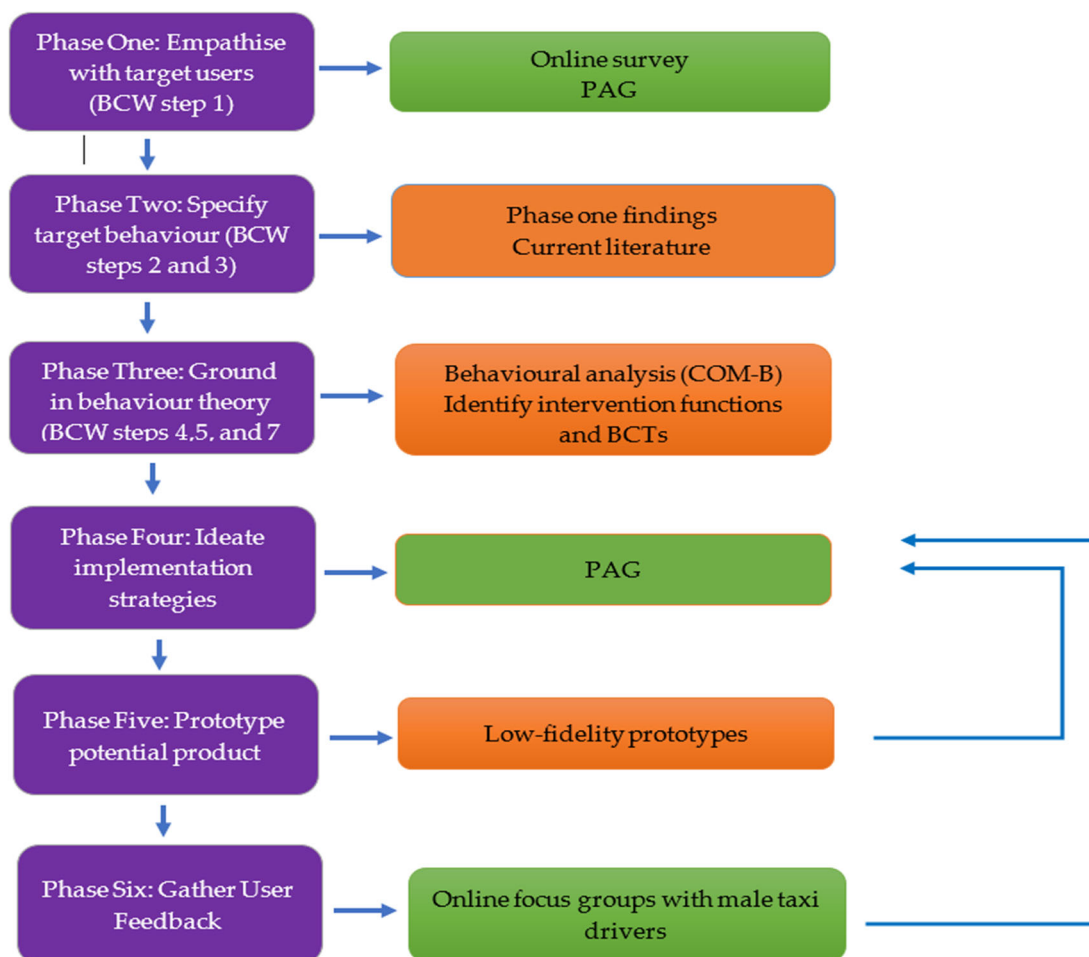 Phase One: Empathise
with target users
(BCW step 1)
Online survey
PAG
Phase Two: Specify
target behaviour (BCW
steps 2 and 3)
Phase one findings
Current literature
Phase Three: Ground
in behaviour theory
(BCW steps 4,5, and 7
Behavioural analysis (COM-B)
Identify intervention functions
and BCTs
Phase Four: Ideate
implementation
strategies
PAG
Phase Five: Prototype
potential product
Low-fidelity prototypes
Phase Six: Gather User
Feedback
Online focus groups with male taxi
drivers